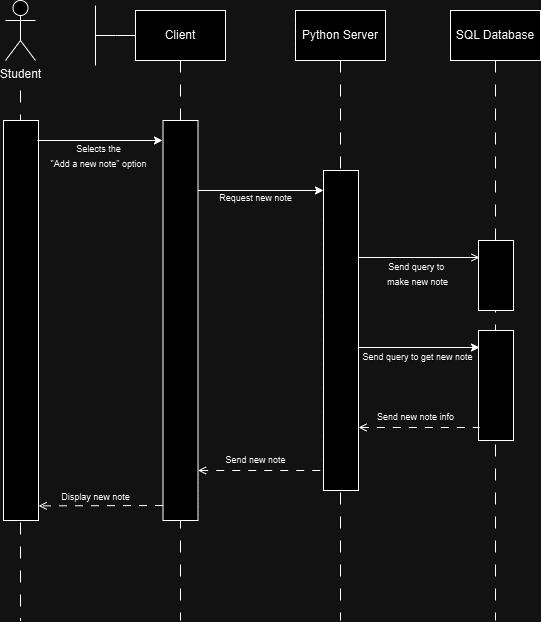 Student
Client
Python Server
SQL Database
Selects the
"Add a new note" option
Request new note
Send query to
make new note
Send query to get new note
Send new note info
Send new note
Display new note